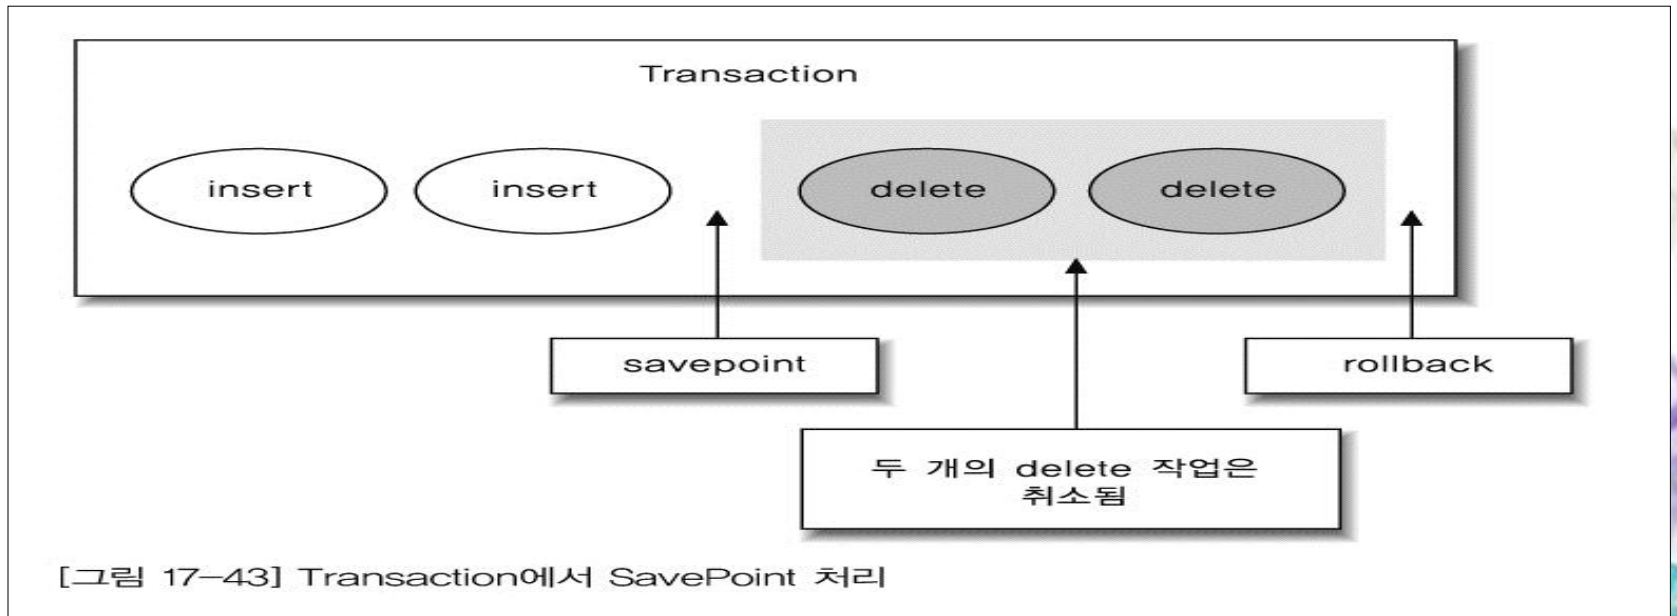 Transaction
insert
insert
delete
delete
savepoint
rollback
두 개의 delete 작업은
취소됨
[그림 17-43] Transaction에서 SavePoint 처리